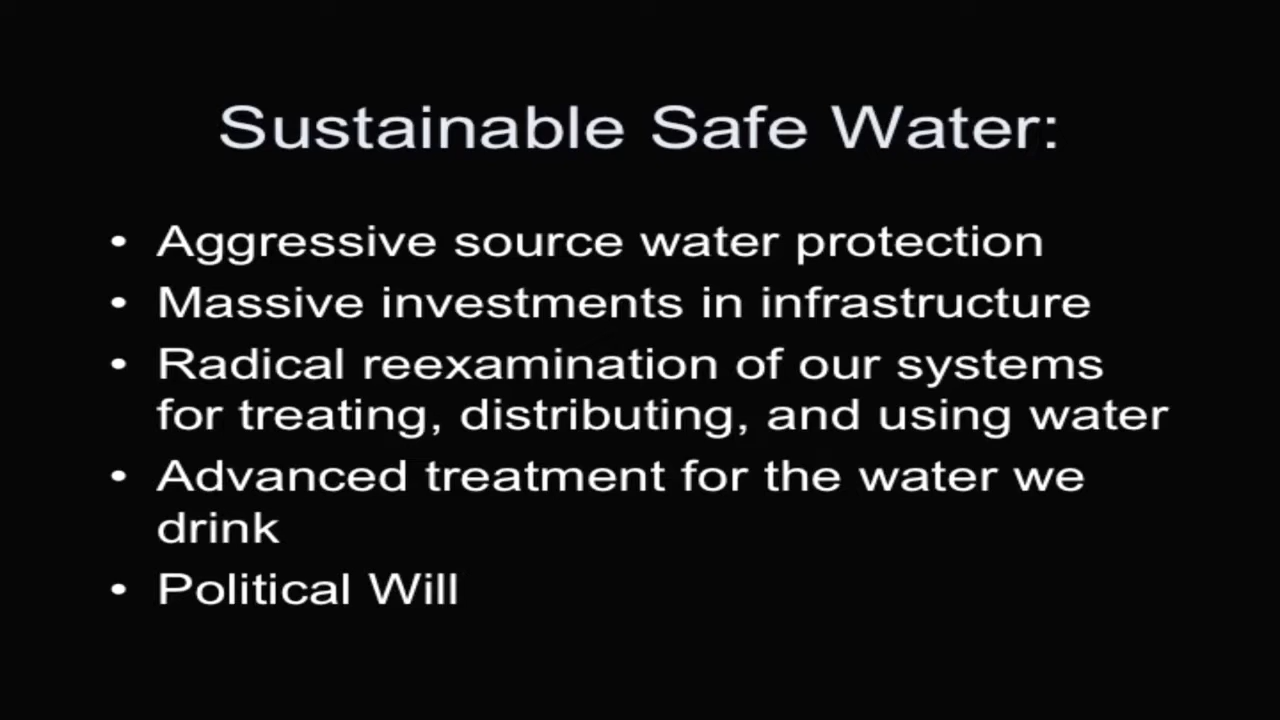 Sustainable Safe Water:
• Aggressive source water protection
• Massive investments in infrastructure
• Radical reexamination of our systems
for treating, distributing, and using water
• Advanced treatment for the water we
drink
• Political Will